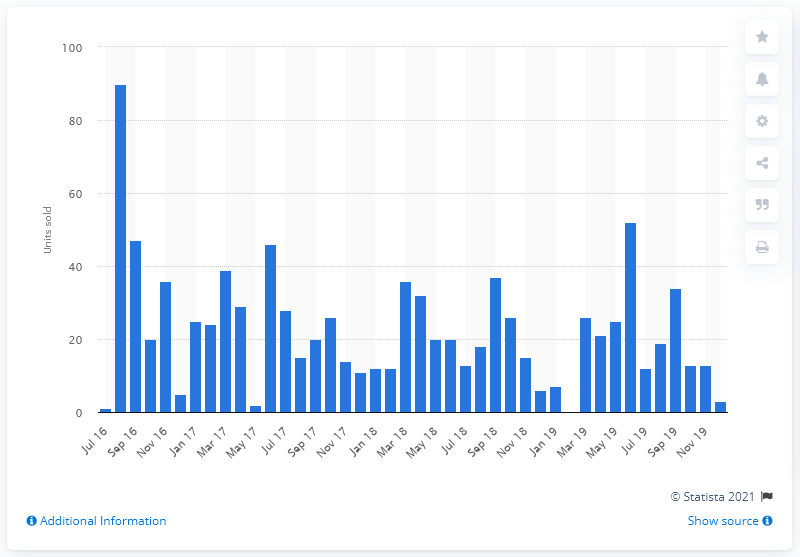 100
80
60
40
20
0
Units sold
Jul 16
Sep 16
Nov 16
Jan 17
Mar 17
May 17
Jul 17
Sep 17
Nov 17
Jan 18
Mar 18
May 18
Jul 18
Sep 18
Nov 18
Jan 19
Mar 19
May 19
Jul 19
Sep 19
Nov 19
© Statista 2021
Additional Information
Show source